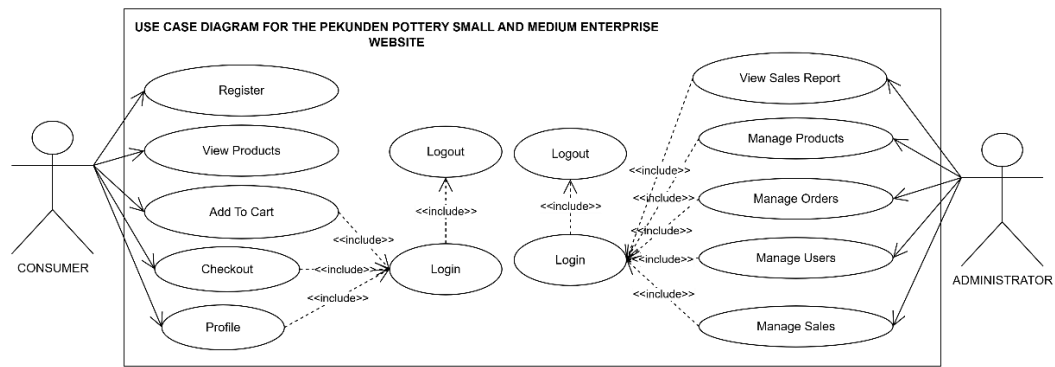 USE CASE DIAGRAM FOR THE PEKUNDEN POTTERY SMALL AND MEDIUM ENTERPRISE
WEBSITE
Register
View Products
Add To Cart
Checkout
Profile
CONSUMER
<<include>>
<<include>>
<<include>>
Logout
<<include>>
Login
Logout
<<include>>
Login
<<include>>
<<include>>
<<include>>
<<include>>
<<include>>
View Sales Report
Manage Products
Manage Orders
Manage Users
Manage Sales
ADMINISTRATOR